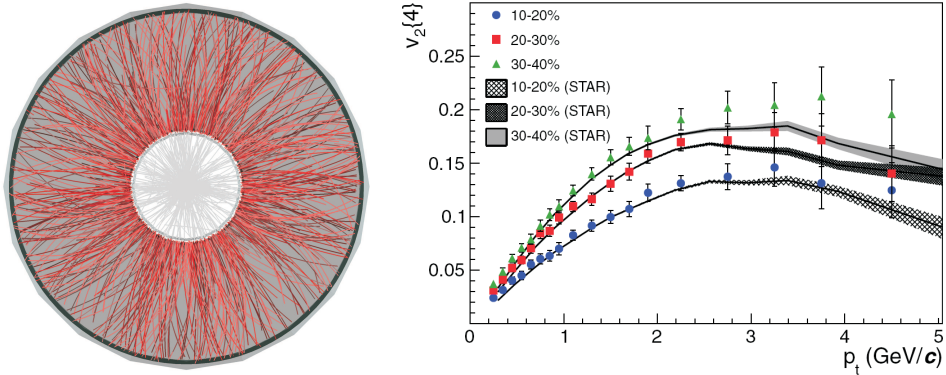 v2{4}
10-20%
20-30%
30-40%
10-20% (STAR)
20-30% (STAR)
30-40% (STAR)
0.25
0.2
0.15
0.1
0.05
0 1 2 3 4 5
pt (GeV/c)